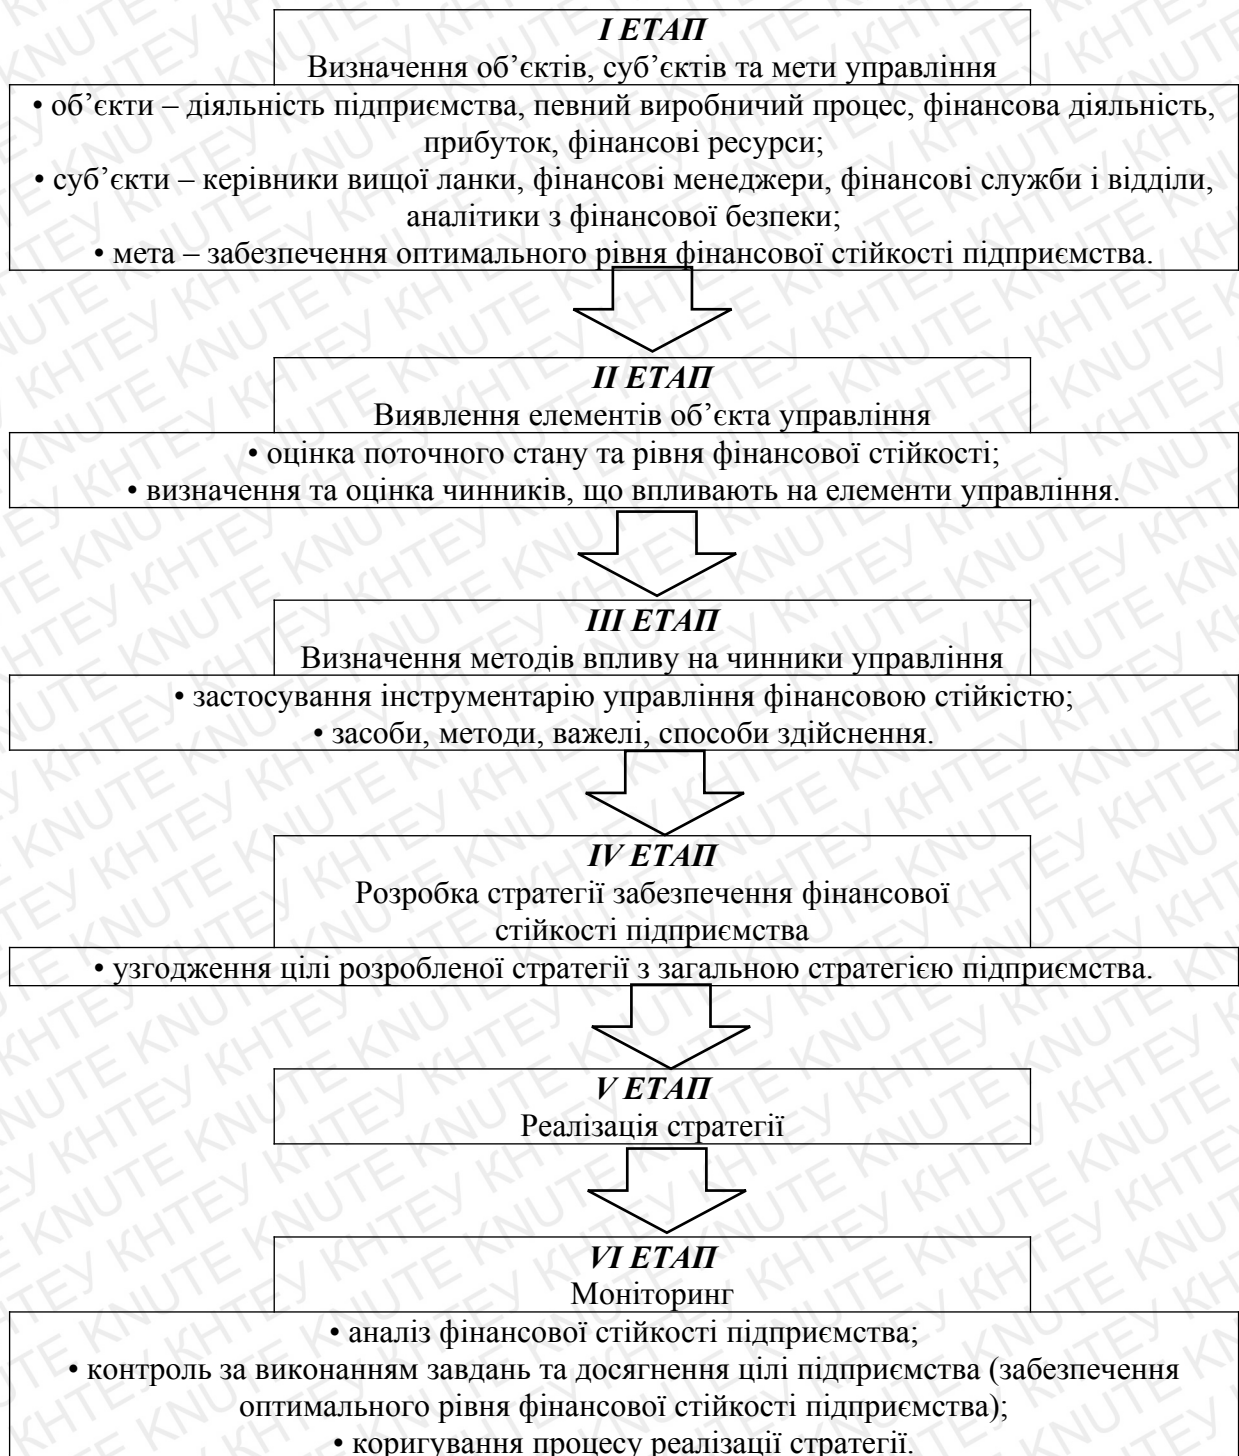 I ЕТАП
Визначення об’єктів, суб’єктів та мети управління
• об’єкти – діяльність підприємства, певний виробничий процес, фінансова діяльність,
прибуток, фінансові ресурси;
• суб’єкти – керівники вищої ланки, фінансові менеджери, фінансові служби і відділи,
аналітики з фінансової безпеки;
• мета – забезпечення оптимального рівня фінансової стійкості підприємства.
II ЕТАП
Виявлення елементів об’єкта управління
• оцінка поточного стану та рівня фінансової стійкості;
• визначення та оцінка чинників, що впливають на елементи управління.
III ЕТАП
Визначення методів впливу на чинники управління
• застосування інструментарію управління фінансовою стійкістю;
• засоби, методи, важелі, способи здійснення.
IV ЕТАП
Розробка стратегії забезпечення фінансової
стійкості підприємства
• узгодження цілі розробленої стратегії з загальною стратегією підприємства.
V ЕТАП
Реалізація стратегії
VI ЕТАП
Моніторинг
• аналіз фінансової стійкості підприємства;
• контроль за виконанням завдань та досягнення цілі підприємства (забезпечення
оптимального рівня фінансової стійкості підприємства);
• коригування процесу реалізації стратегії.